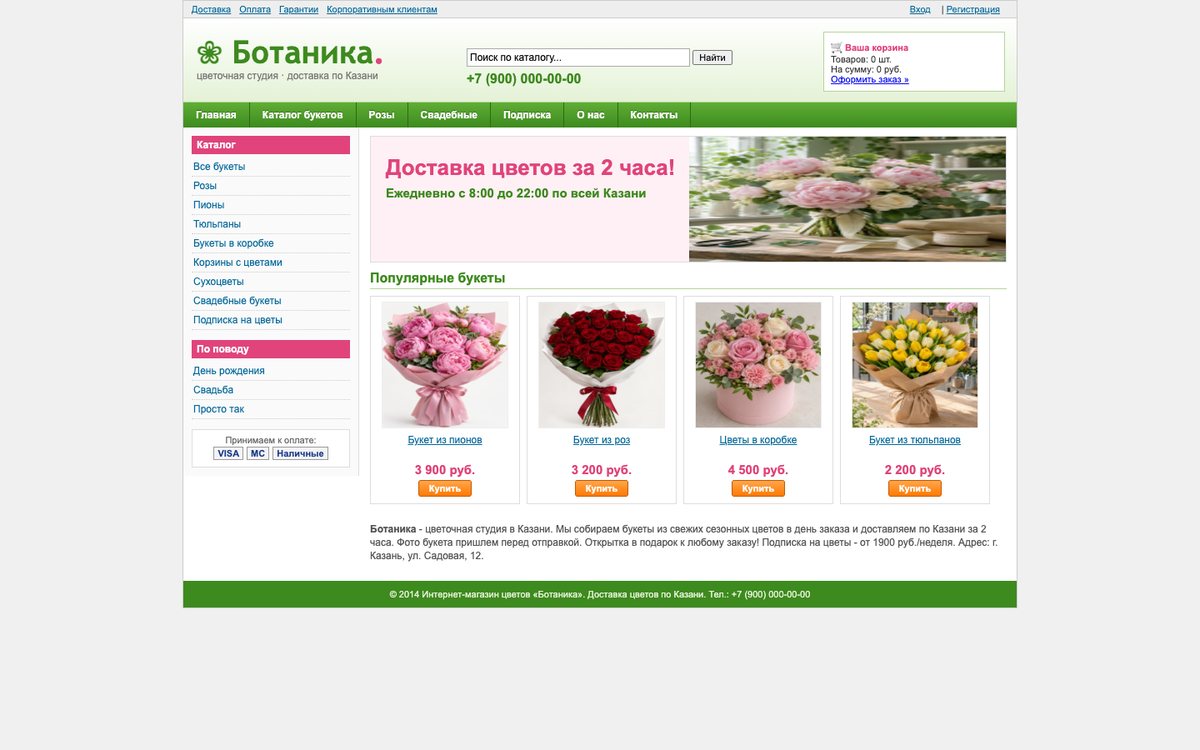 Доставка Оплата Гарантии Корпоративным клиентам
Вход | Регистрация
Ботаника.
цветочная студия · доставка по Казани
Поиск по каталогу... Найти
+7 (900) 000-00-00
Ваша корзина
Товаров: 0 шт.
На сумму: 0 руб.
Оформить заказ »
Главная Каталог букетов Розы Свадебные Подписка О нас Контакты
Каталог
Все букеты
Розы
Пионы
Тюльпаны
Букеты в коробке
Корзины с цветами
Сухоцветы
Свадебные букеты
Подписка на цветы
По поводу
День рождения
Свадьба
Просто так
Принимаем к оплате:
VISA MC Наличные
Доставка цветов за 2 часа!
Ежедневно с 8:00 до 22:00 по всей Казани
Популярные букеты
Букет из пионов
3 900 руб.
Купить
Букет из роз
3 200 руб.
Купить
Цветы в коробке
4 500 руб.
Купить
Букет из тюльпанов
2 200 руб.
Купить
Ботаника - цветочная студия в Казани. Мы собираем букеты из свежих сезонных цветов в день заказа и доставляем по Казани за 2
часа. Фото букета пришлем перед отправкой. Открытка в подарок к любому заказу! Подписка на цветы - от 1900 руб./неделя. Адрес: г.
Казань, ул. Садовая, 12.
© 2014 Интернет-магазин цветов «Ботаника». Доставка цветов по Казани. Тел.: +7 (900) 000-00-00